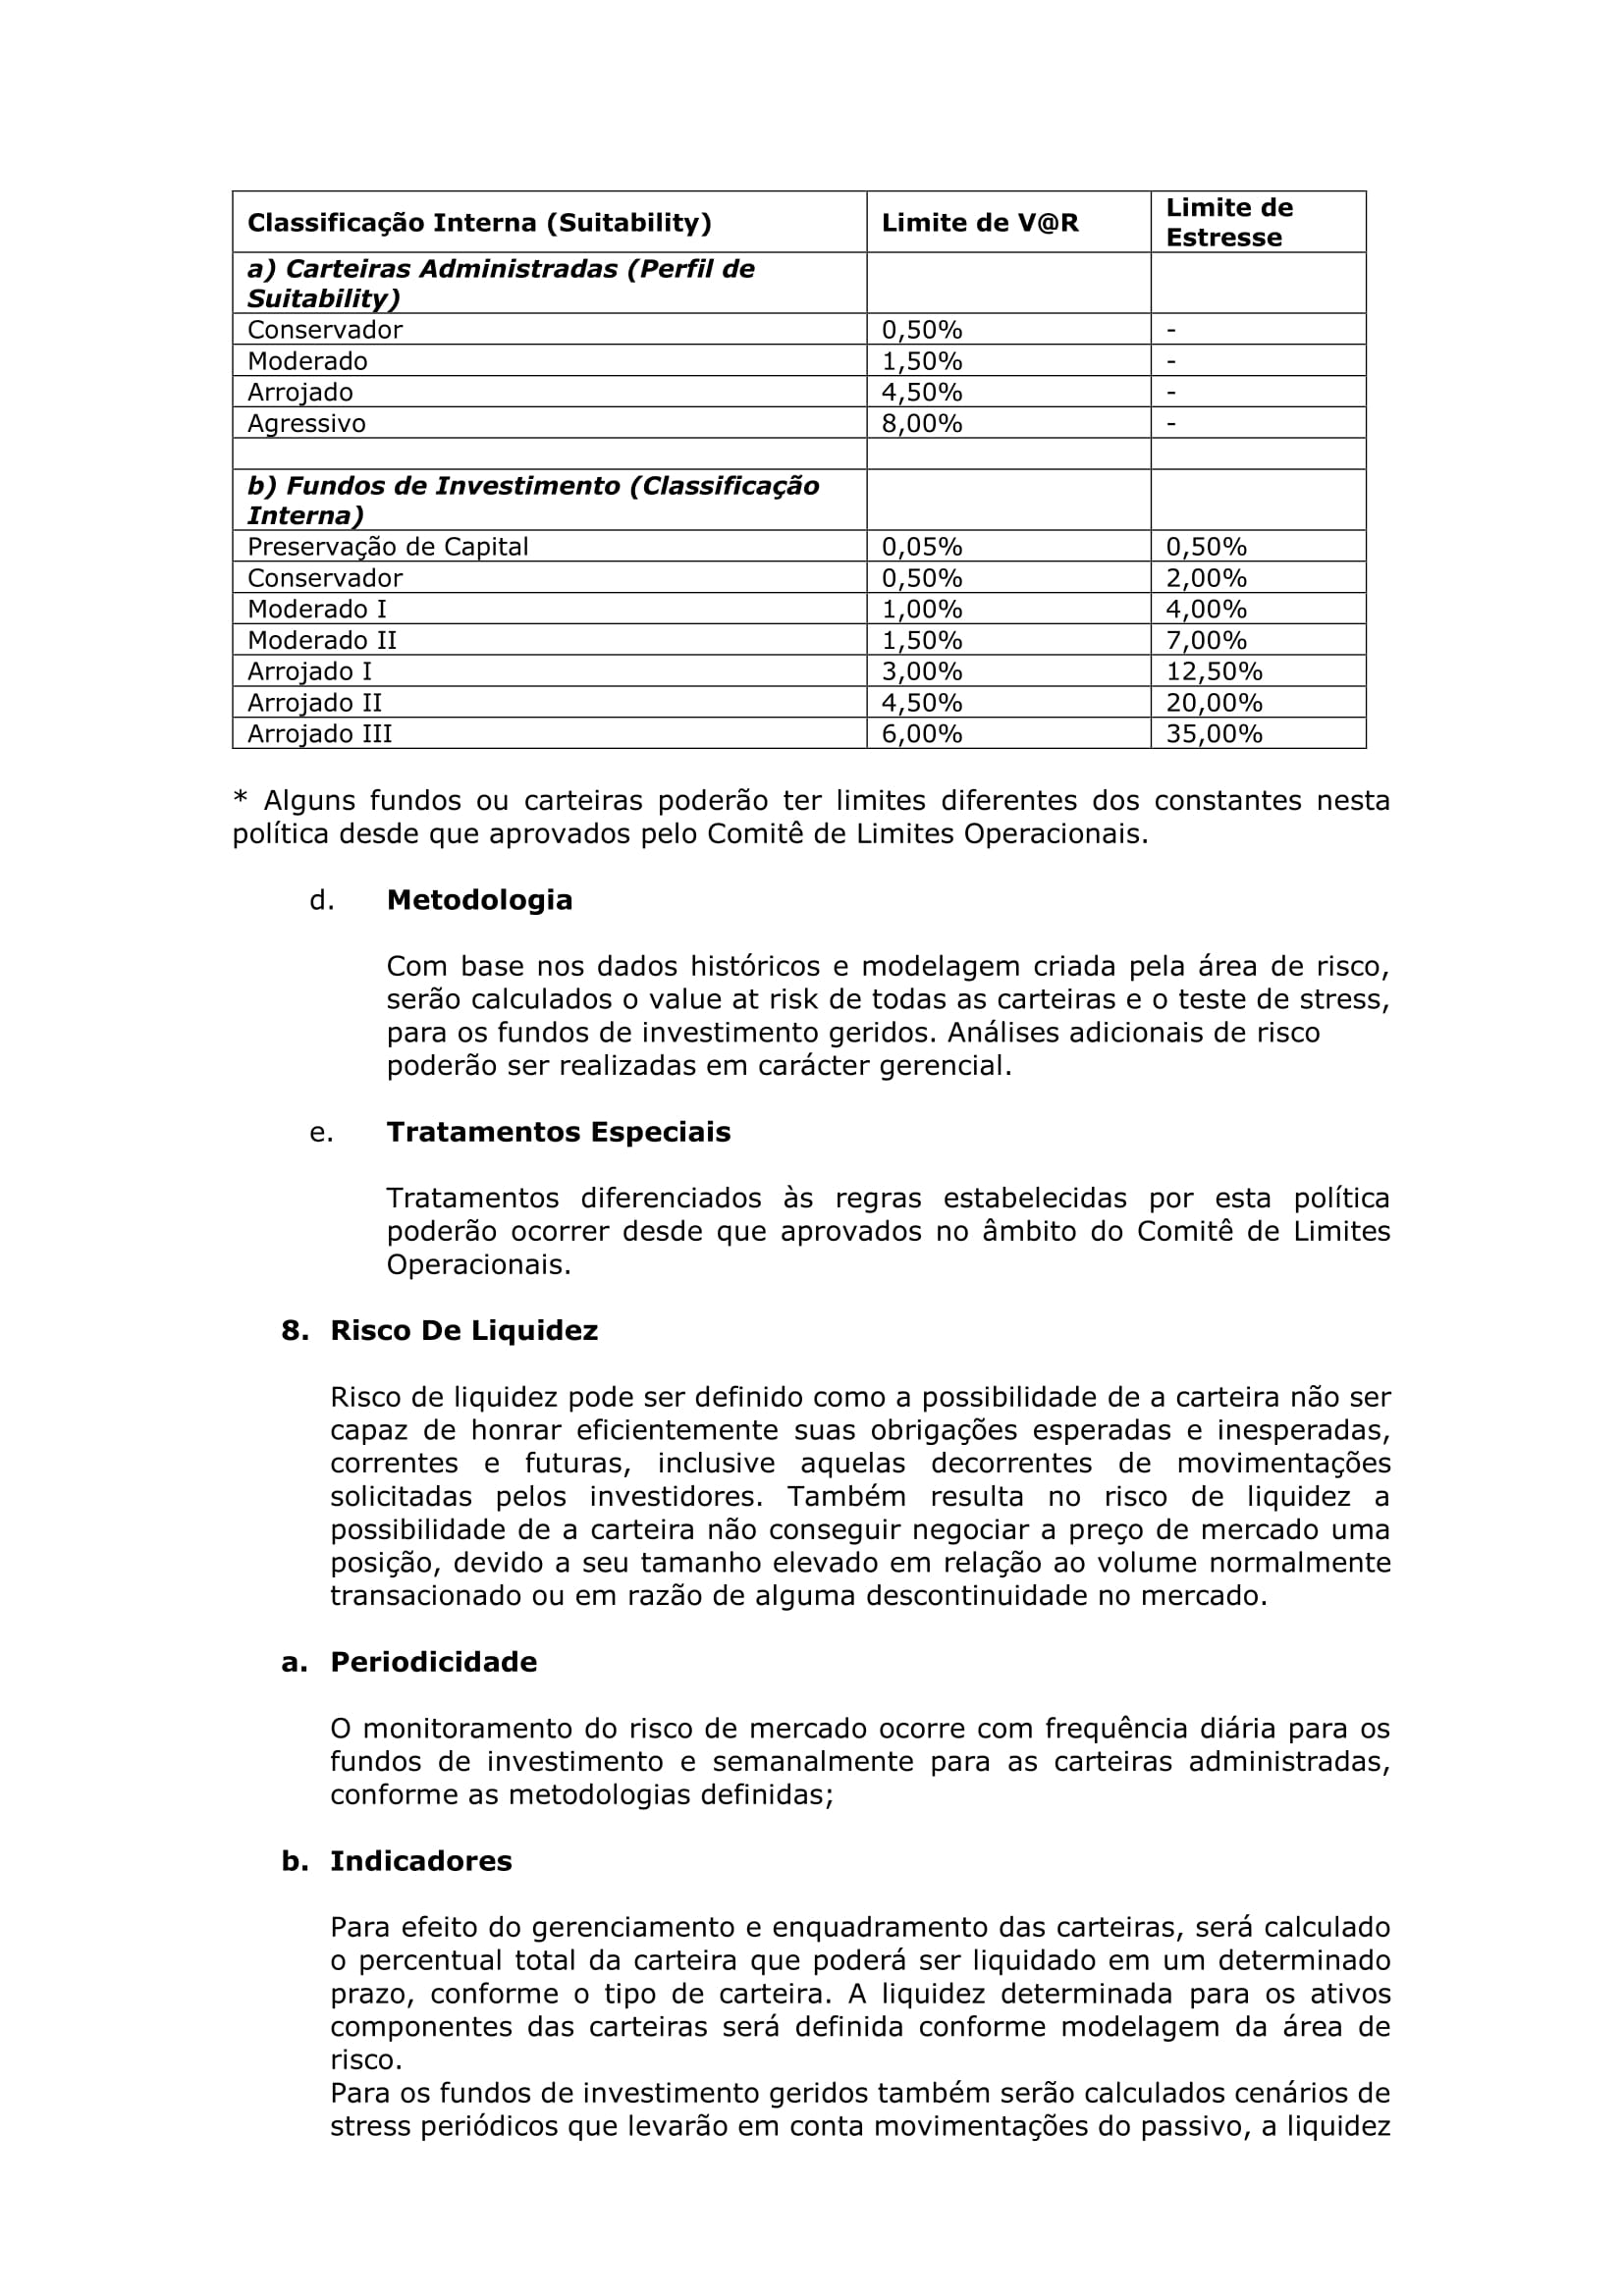 Classificação Interna (Suitability) Limite de V@R Limite de Estresse
a) Carteiras Administradas (Perfil de
Suitability)
Conservador 0,50% -
Moderado 1,50% -
Arrojado 4,50% -
Agressivo 8,00% -
b) Fundos de Investimento (Classificação
Interna)
Preservação de Capital 0,05% 0,50%
Conservador 0,50% 2,00%
Moderado I 1,00% 4,00%
Moderado II 1,50% 7,00%
Arrojado I 3,00% 12,50%
Arrojado II 4,50% 20,00%
Arrojado III 6,00% 35,00%
* Alguns fundos ou carteiras poderão ter limites diferentes dos constantes nesta
política desde que aprovados pelo Comitê de Limites Operacionais.
d. Metodologia
Com base nos dados históricos e modelagem criada pela área de risco,
serão calculados o value at risk de todas as carteiras e o teste de stress,
para os fundos de investimento geridos. Análises adicionais de risco
poderão ser realizadas em carácter gerencial.
e. Tratamentos Especiais
Tratamentos diferenciados às regras estabelecidas por esta política
poderão ocorrer desde que aprovados no âmbito do Comitê de Limites
Operacionais.
8. Risco De Liquidez
Risco de liquidez pode ser definido como a possibilidade de a carteira não ser
capaz de honrar eficientemente suas obrigações esperadas e inesperadas,
correntes e futuras, inclusive aquelas decorrentes de movimentações
solicitadas pelos investidores. Também resulta no risco de liquidez a
possibilidade de a carteira não conseguir negociar a preço de mercado uma
posição, devido a seu tamanho elevado em relação ao volume normalmente
transacionado ou em razão de alguma descontinuidade no mercado.
a. Periodicidade
O monitoramento do risco de mercado ocorre com frequência diária para os
fundos de investimento e semanalmente para as carteiras administradas,
conforme as metodologias definidas;
b. Indicadores
Para efeito do gerenciamento e enquadramento das carteiras, será calculado
o percentual total da carteira que poderá ser liquidado em um determinado
prazo, conforme o tipo de carteira. A liquidez determinada para os ativos
componentes das carteiras será definida conforme modelagem da área de
risco.
Para os fundos de investimento geridos também serão calculados cenários de
stress periódicos que levarão em conta movimentações do passivo, a liquidez